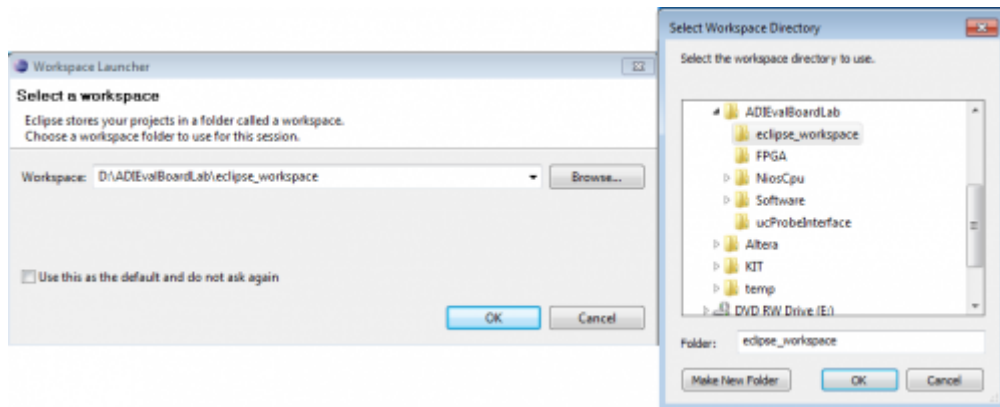 Workspace Launcher
Select a workspace
Eclipse stores your projects in a folder called a workspace.
Choose a workspace folder to use for this session.
Workspace: D:\ADIEvalBoardLab\eclipse_workspace Browse...
Use this as the default and do not ask again
OK Cancel
Select Workspace Directory
Select the workspace directory to use.
ADIEvalBoardLab
eclipse_workspace
FPGA
NiosCpu
Software
ucProbeInterface
Altera
KIT
temp
DVD RW Drive (E:)
Folder: eclipse_workspace
Make New Folder OK Cancel